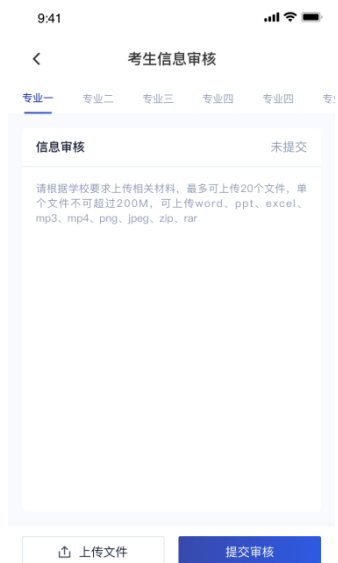 9:41
考生信息审核
专业一 专业二 专业三 专业四 专业四 专
信息审核 未提交
请根据学校要求上传相关材料，最多可上传20个文件，单
个文件不可超过200M，可上传word、ppt、excel、
mp3、mp4、png、jpeg、zip、rar
上传文件 提交审核